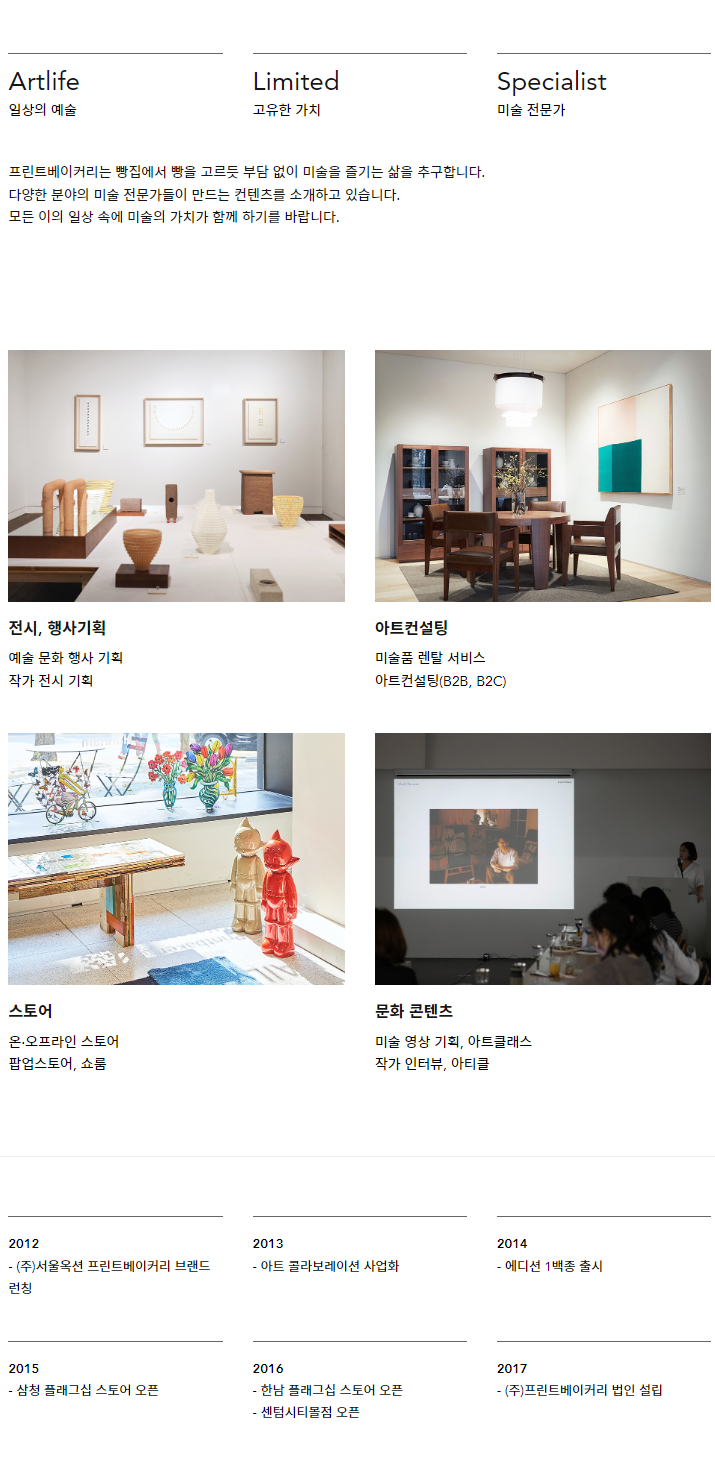 Artlife
일상의 예술
Limited
고유한 가치
Specialist
미술 전문가
프린트베이커리는 빵집에서 빵을 고르듯 부담 없이 미술을 즐기는 삶을 추구합니다.
다양한 분야의 미술 전문가들이 만드는 컨텐츠를 소개하고 있습니다.
모든 이의 일상 속에 미술의 가치가 함께 하기를 바랍니다.
전시, 행사기획
예술 문화 행사 기획
작가 전시 기획
아트컨설팅
미술품 렌탈 서비스
아트컨설팅(B2B, B2C)
스토어
온·오프라인 스토어
팝업스토어, 쇼룸
문화 콘텐츠
미술 영상 기획, 아트클래스
작가 인터뷰, 아티클
2012
- (주)서울옥션 프린트베이커리 브랜드
런칭
2013
- 아트 콜라보레이션 사업화
2014
- 에디션 1백종 출시
2015
- 삼청 플래그십 스토어 오픈
2016
- 한남 플래그십 스토어 오픈
- 센텀시티몰점 오픈
2017
- (주)프린트베이커리 법인 설립